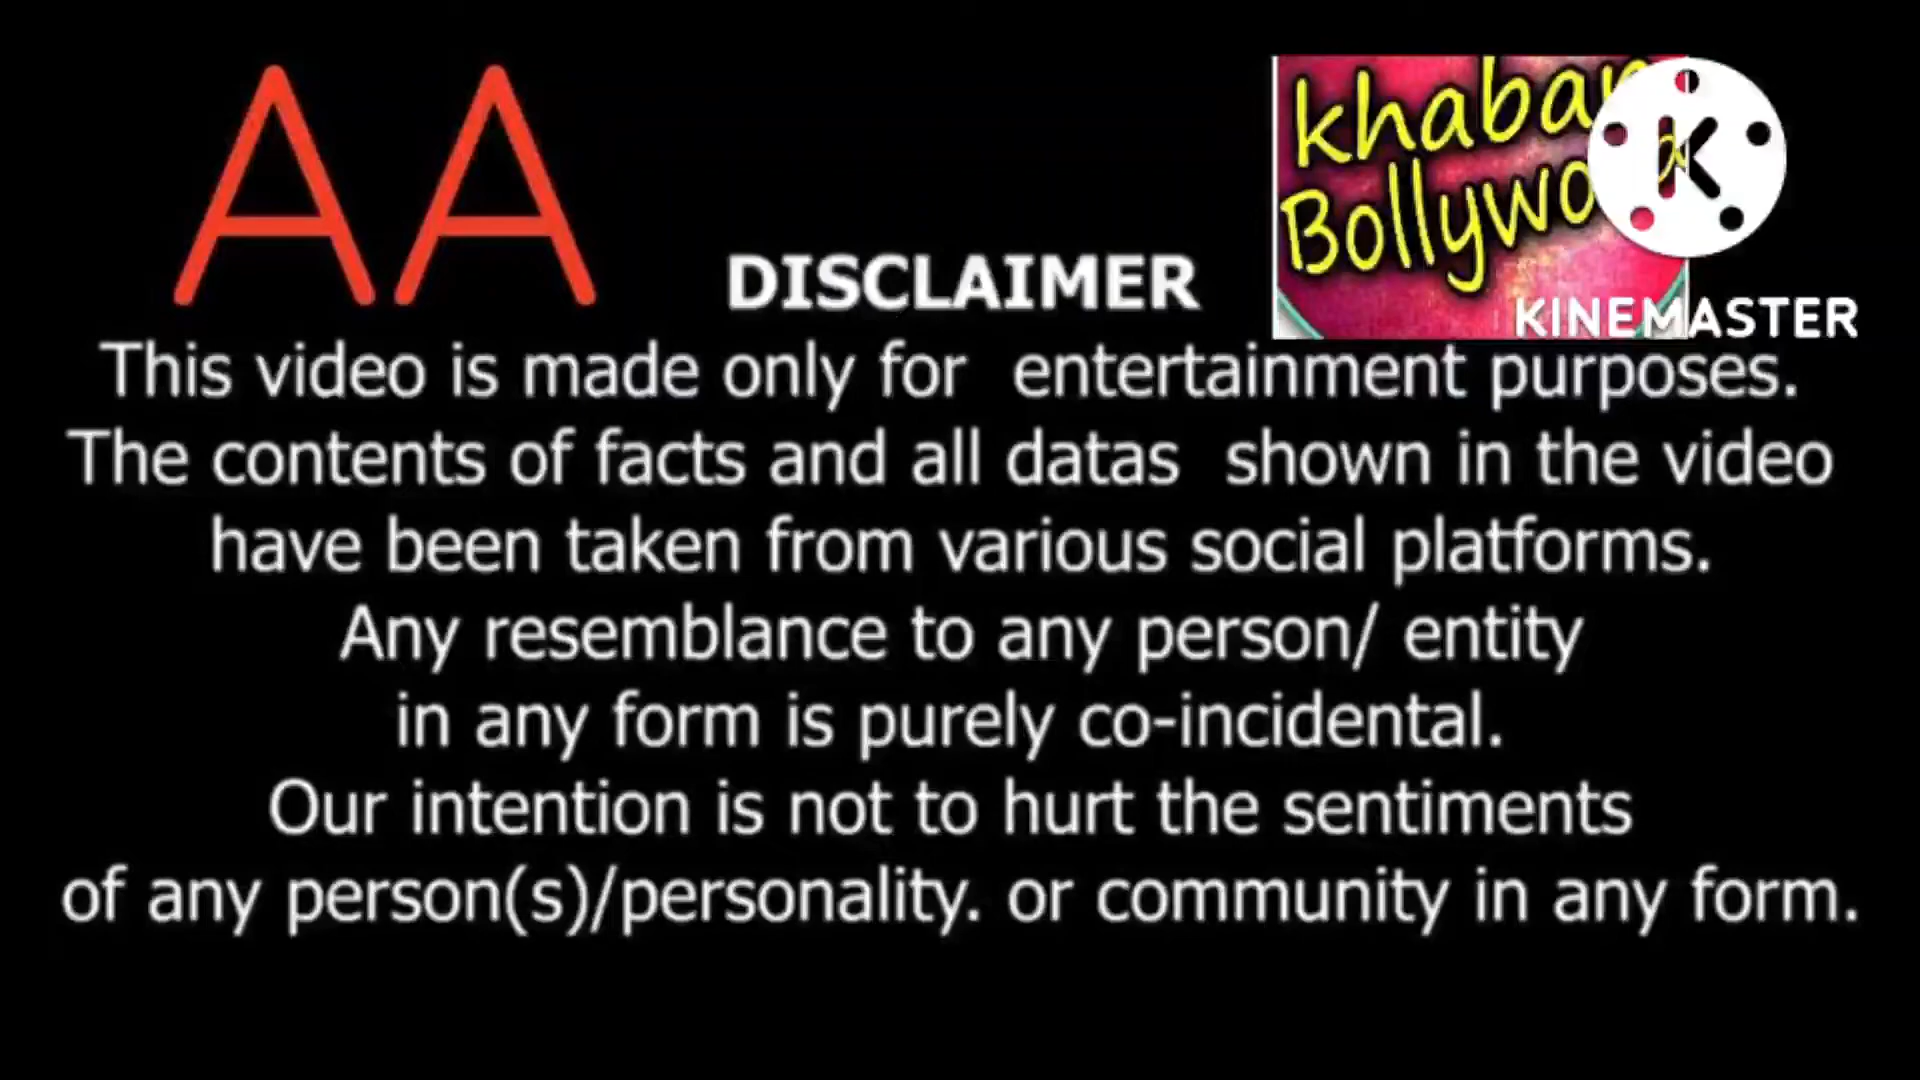 AA
khabar
Bollywood
KINEMASTER
DISCLAIMER
This video is made only for entertainment purposes.
The contents of facts and all datas shown in the video
have been taken from various social platforms.
Any resemblance to any person/ entity
in any form is purely co-incidental.
Our intention is not to hurt the sentiments
of any person(s)/personality. or community in any form.